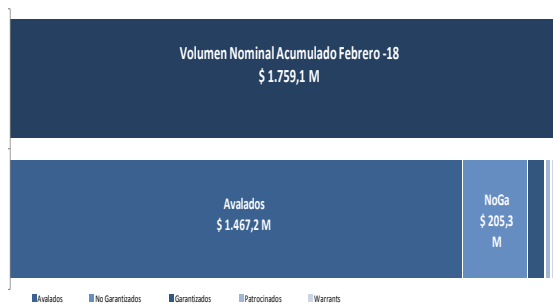 Volumen Nominal Acumulado Febrero -18
$ 1.759,1 M
Avalados
$ 1.467,2 M
NoGa
$ 205,3
M
Avalados No Garantizados Garantizados Patrocinados Warrants